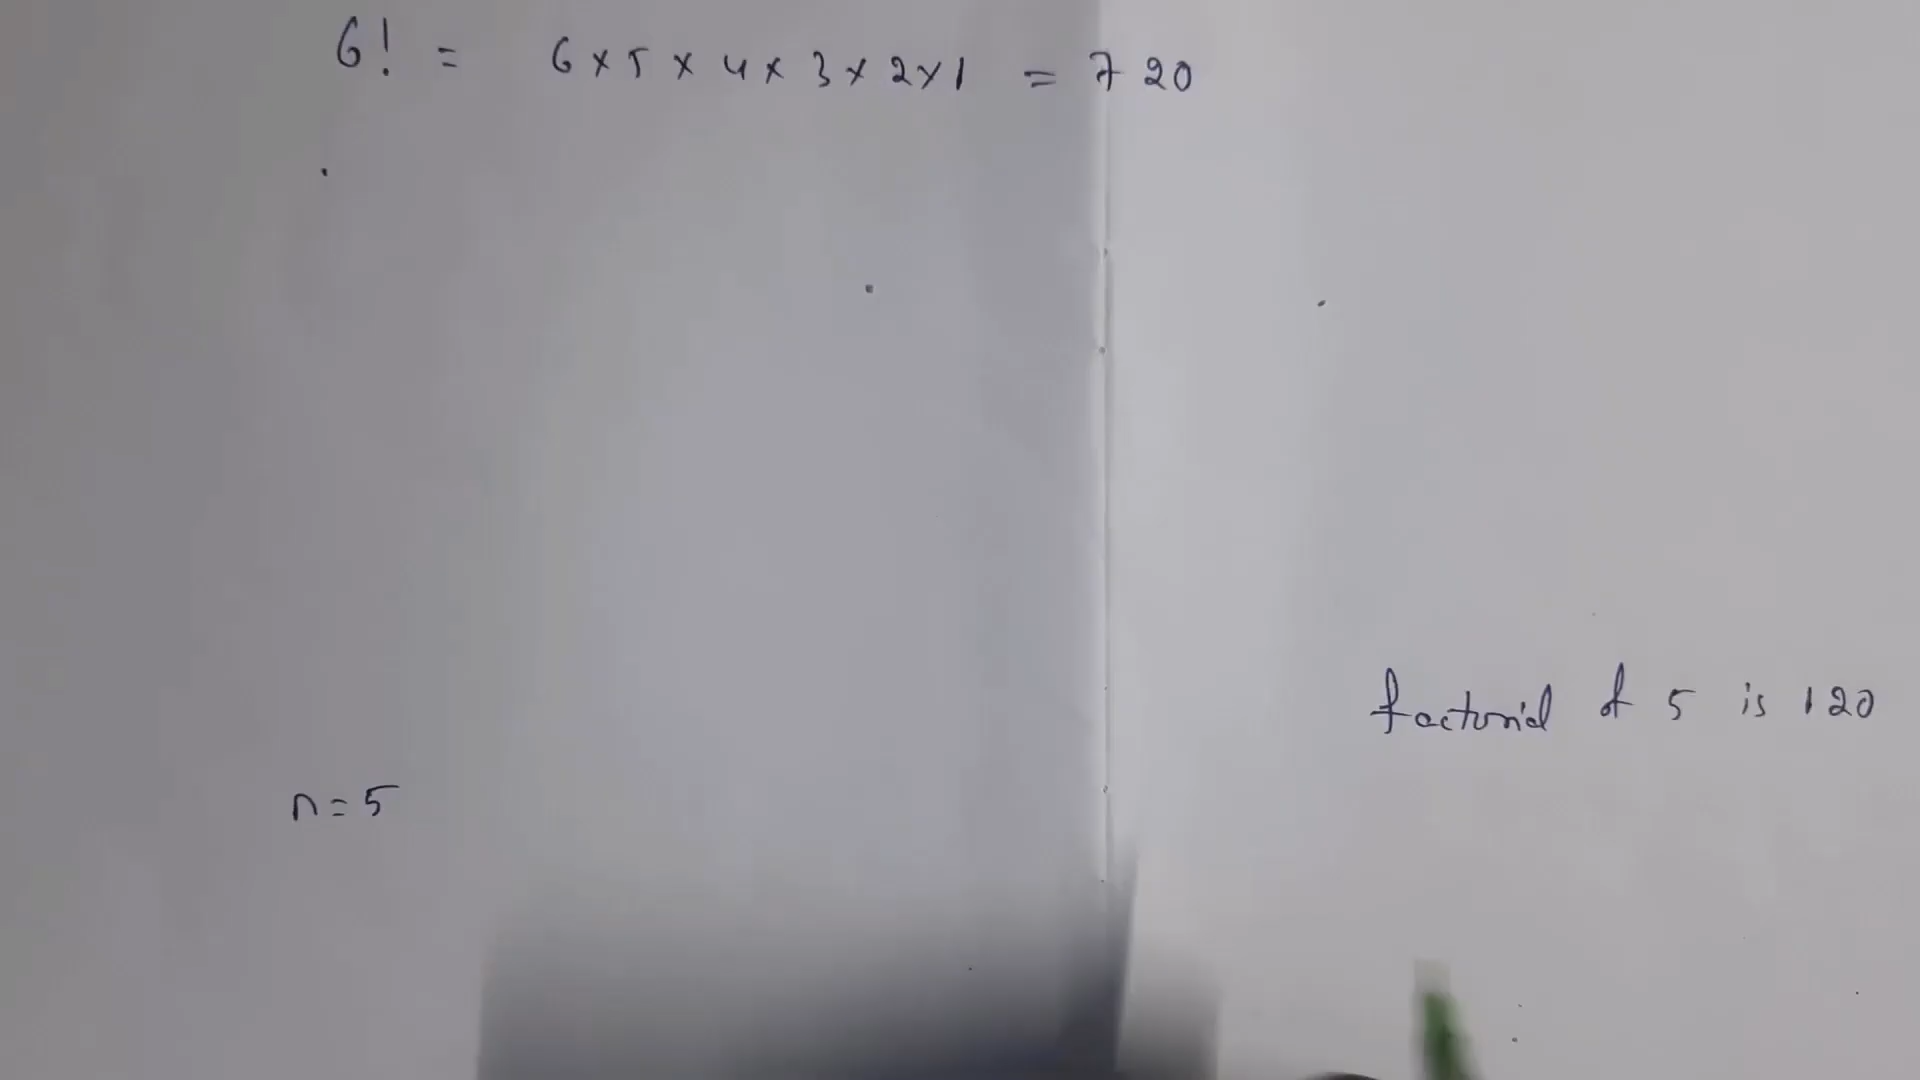 6! = 6 x 5 x 4 x 3 x 2 x 1 = 720
factorial of 5 is 120
n = 5